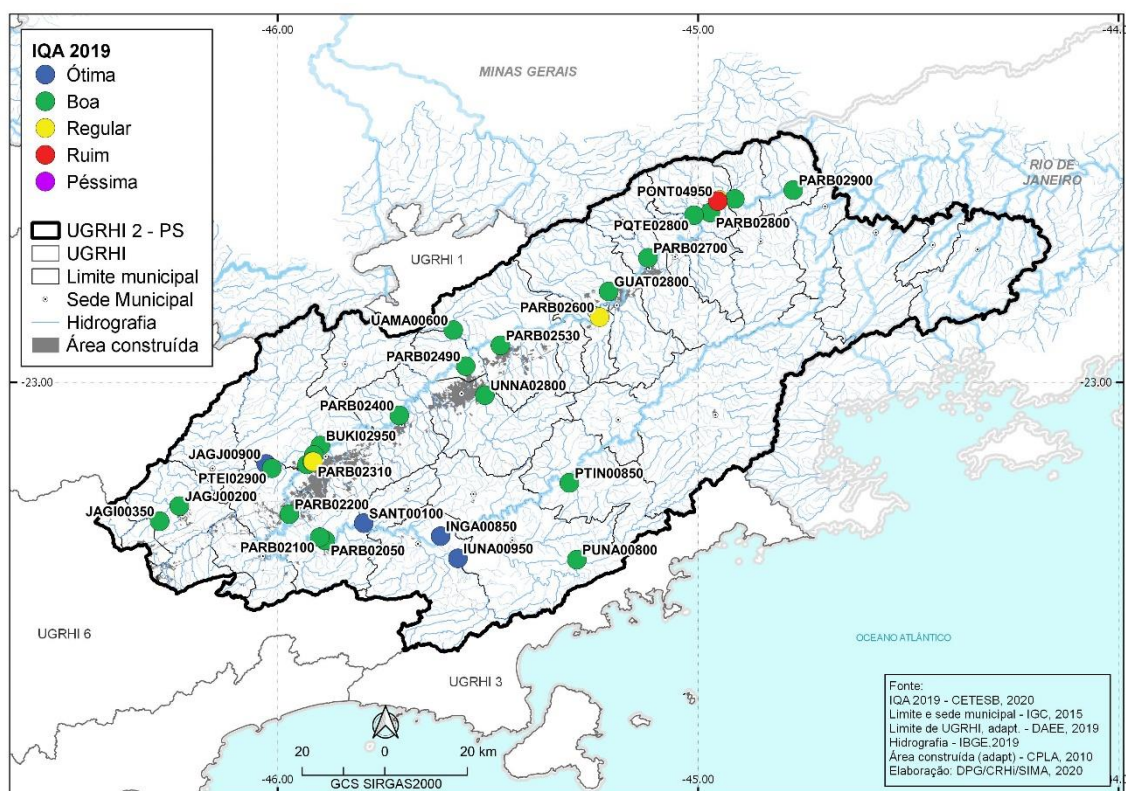 -46.00
-45.00
-44.
IQA 2019
Ótima
Boa
Regular
Ruim
Péssima
UGRHI 2 - PS
UGRHI
Limite municipal
Sede Municipal
Hidrografia
Área construída
MINAS GERAIS
RIO DE
JANEIRO
UGRHI 1
PONT04950
PARB02900
PQTE02800
PARB02800
PARB02700
GUAT02800
PARB02600
UAMA00600
PARB02530
PARB02490
UNNA02800
-23.00
-23.00
PARB02400
BUKI02950
JAGJ00900
PARB02310
PTEI02900
JAGJ00200
JAGI00350
PARB02200
PTIN00850
SANT00100
INGA00850
PARB02100
PARB02050
IUNA00950
PUNA00800
UGRHI 6
UGRHI 3
OCEANO ATLÂNTICO
20
0
20 km
GCS SIRGAS2000
Fonte:
IQA 2019 - CETESB, 2020
Limite e sede municipal - IGC, 2015
Limite de UGRHI, adapt. - DAEE, 2019
Hidrografia - IBGE,2019
Área construída (adapt) - CPLA, 2010
Elaboração: DPG/CRHi/SIMA, 2020
-46.00
-45.00
-44.